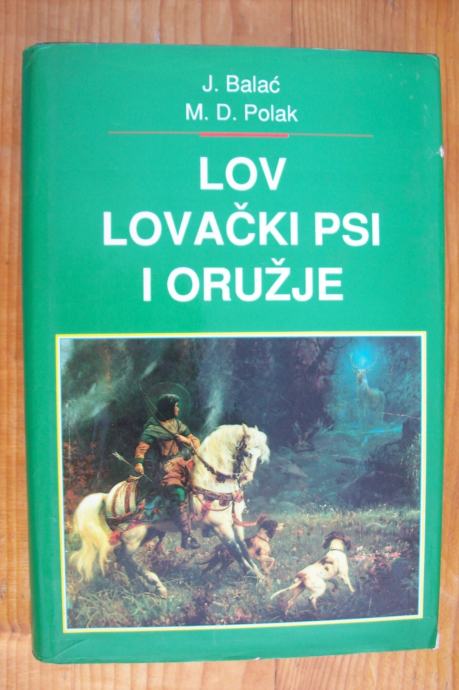 J. Balać
M. D. Polak
LOV
LOVAČKI PSI
I ORUŽJE